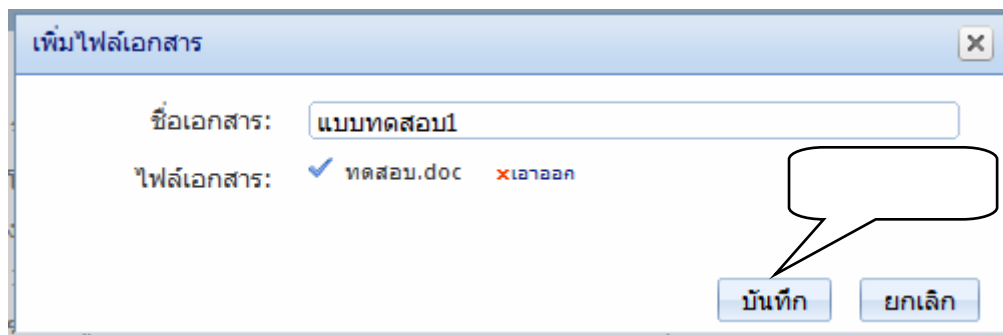 เพิ่มไฟล์เอกสาร
ชื่อเอกสาร: แบบทดสอบ1
ไฟล์เอกสาร: ทดสอบ.doc xเอาออก
บันทึก ยกเลิก